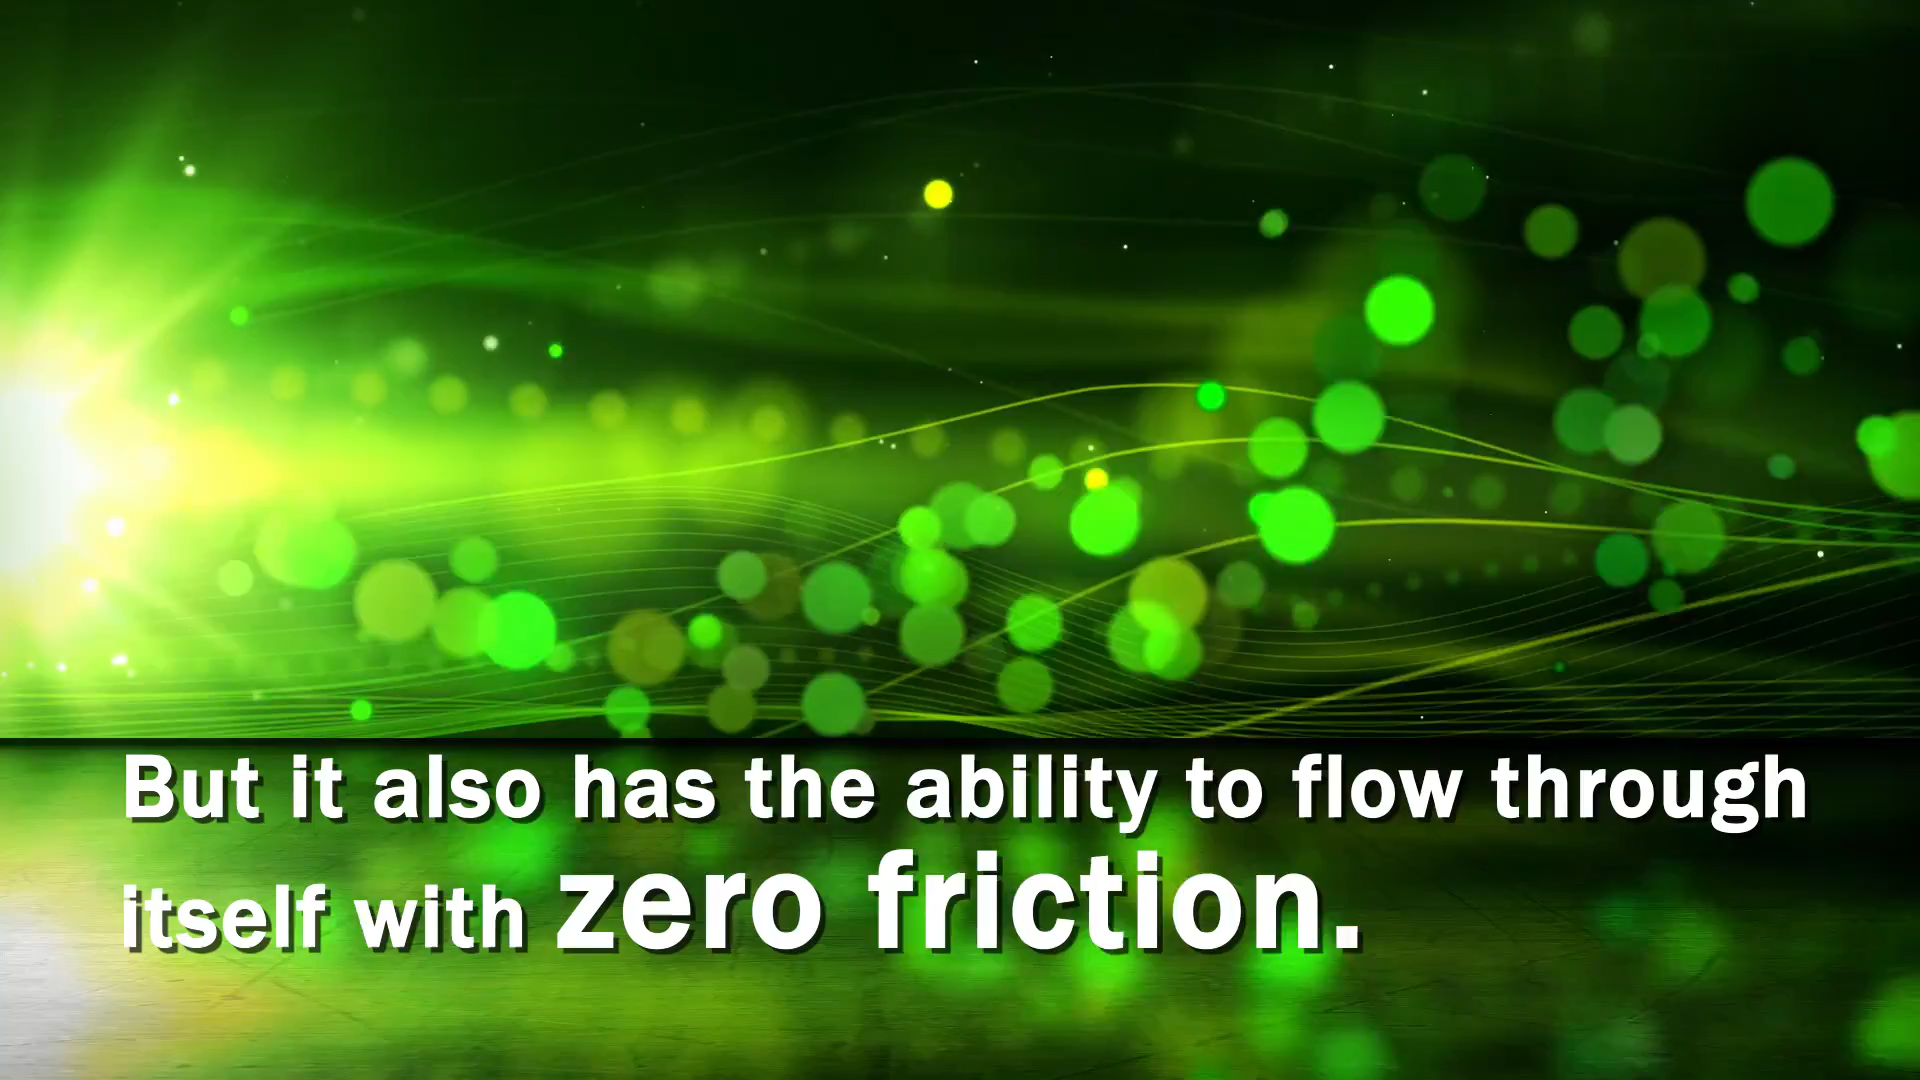 But it also has the ability to flow through
itself with zero friction.